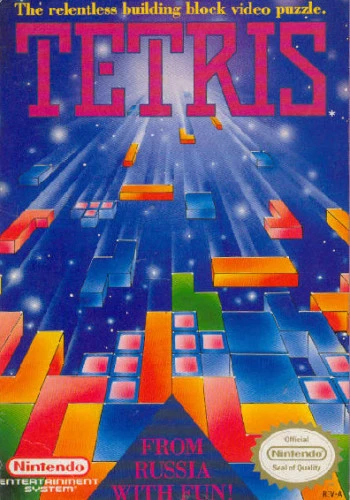 The relentless building block video puzzle.
TETRIS
*
FROM
RUSSIA
WITH FUN!
Nintendo
ENTERTAINMENT
SYSTEM
Official
Nintendo
Seal of Quality